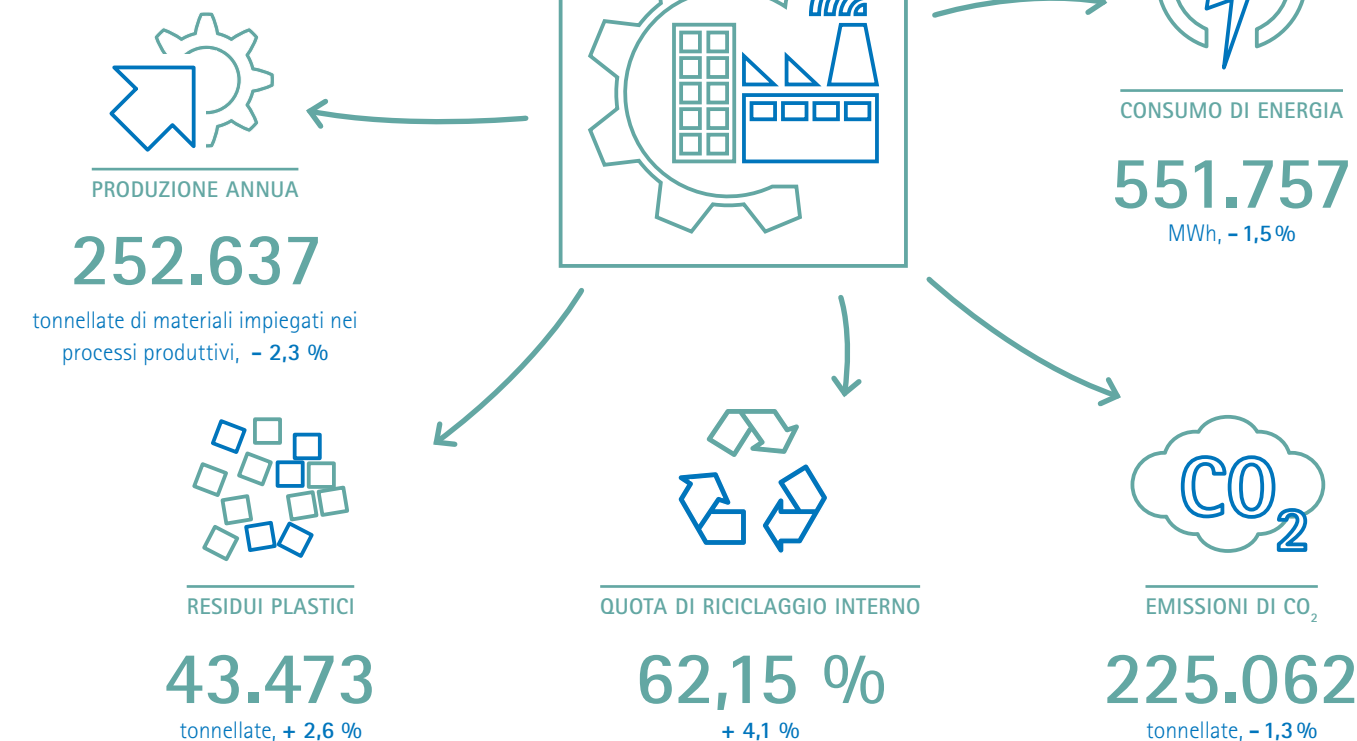 PRODUZIONE ANNUA
252.637
tonnellate di materiali impiegati nei
processi produttivi, – 2,3 %
CONSUMO DI ENERGIA
551.757
MWh, – 1,5 %
RESIDUI PLASTICI
43.473
tonnellate, + 2,6 %
QUOTA DI RICICLAGGIO INTERNO
62,15 %
+ 4,1 %
CO₂
EMISSIONI DI CO₂
225.062
tonnellate, – 1,3 %